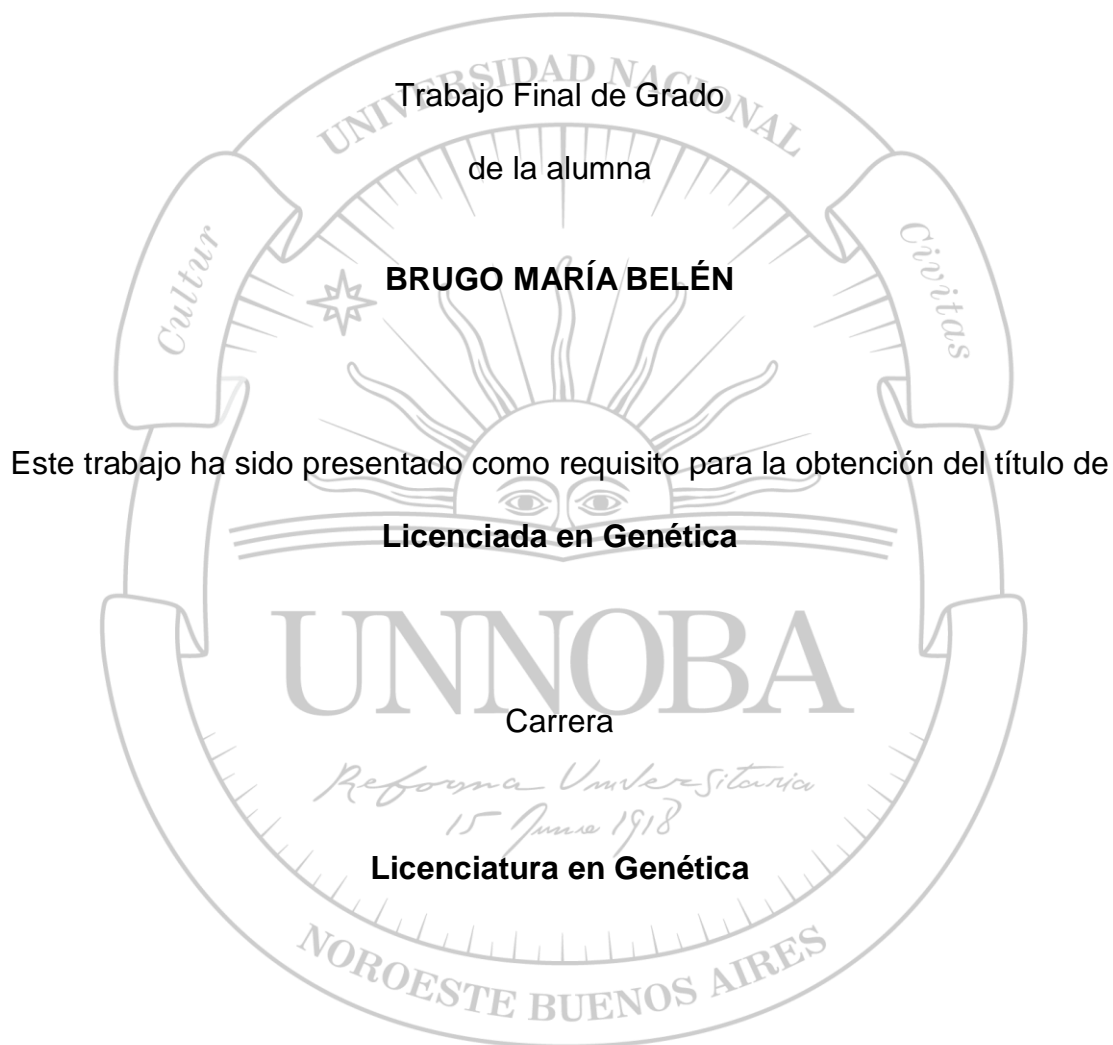 UNIVERSIDAD NACIONAL
Trabajo Final de Grado
de la alumna
Cultur
Civitas
BRUGO MARÍA BELÉN
Este trabajo ha sido presentado como requisito para la obtención del título de
Licenciada en Genética
UNNOBA
Carrera
Reforma Universitaria
15 Junio 1918
Licenciatura en Genética
NOROESTE BUENOS AIRES